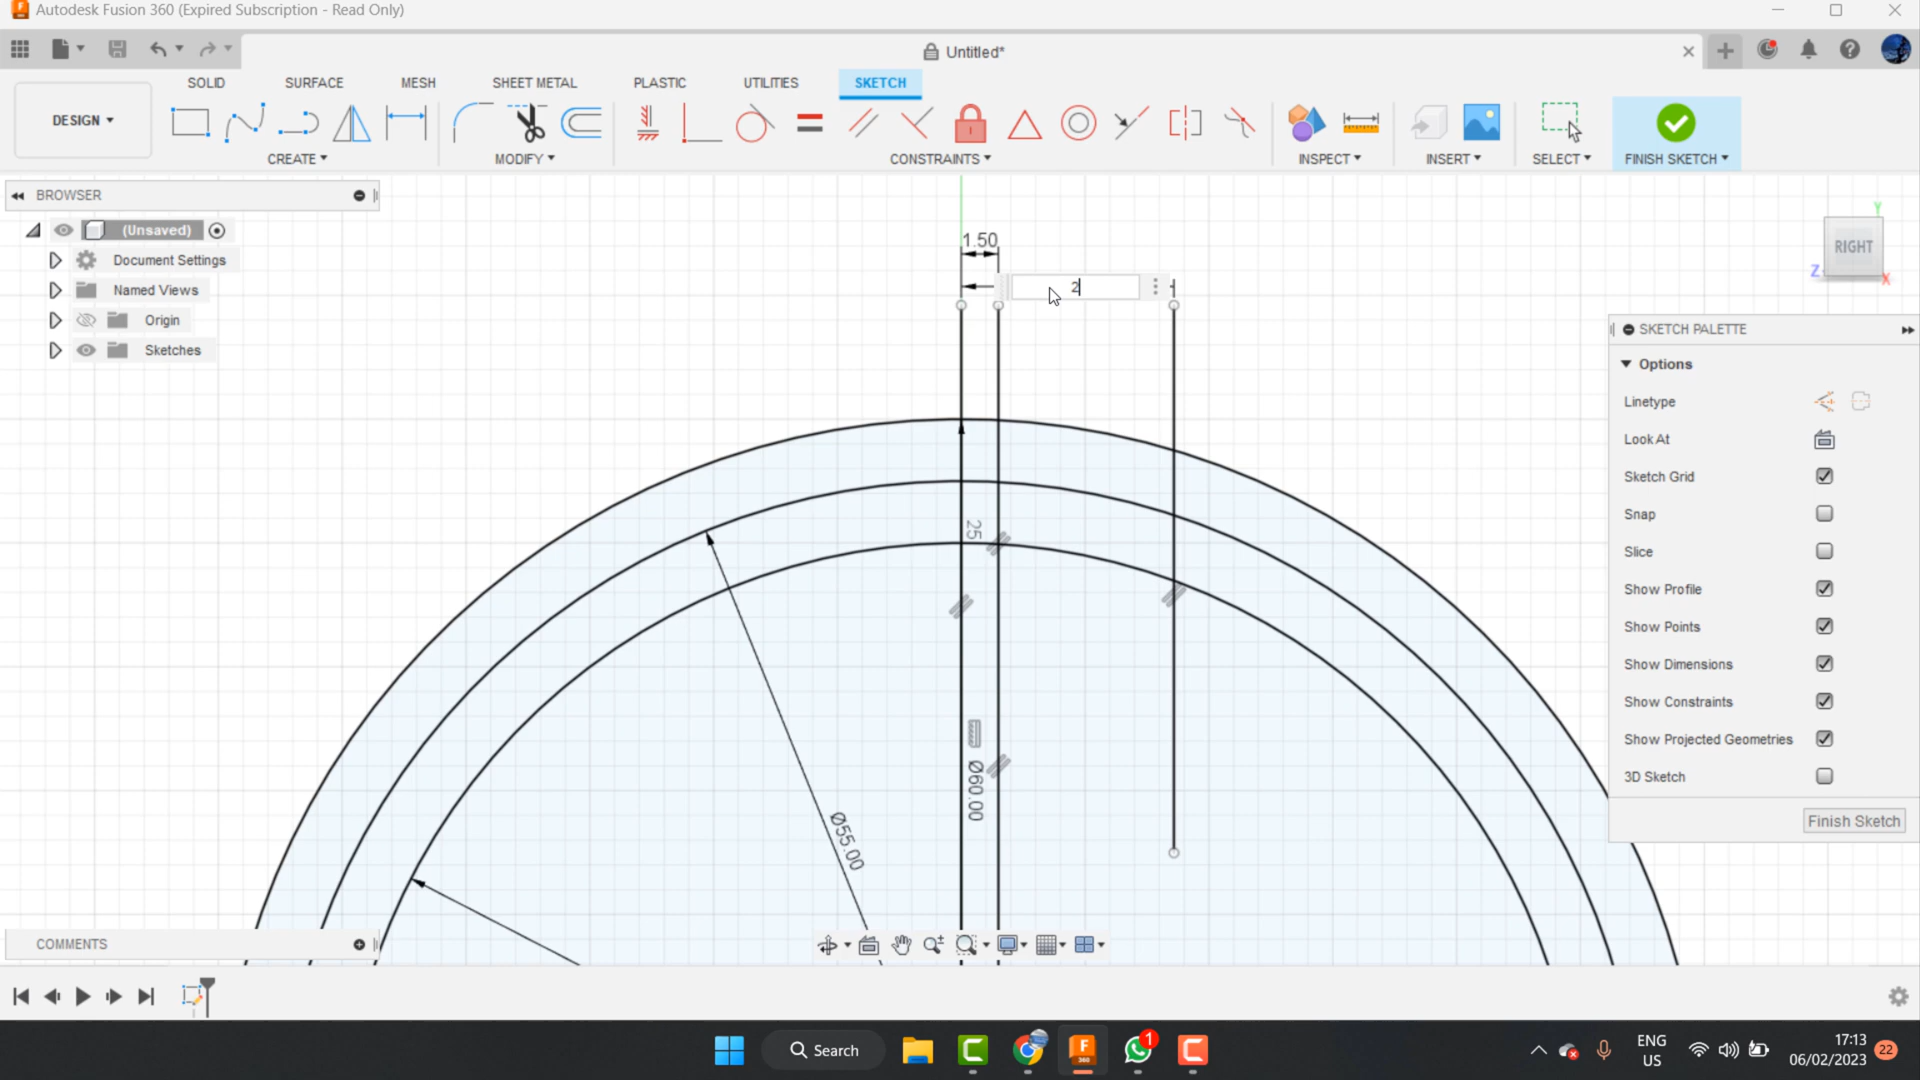 Autodesk Fusion 360 (Expired Subscription - Read Only)
Untitled*
SOLID SURFACE MESH SHEET METAL PLASTIC UTILITIES SKETCH
DESIGN
CREATE MODIFY CONSTRAINTS INSPECT INSERT SELECT FINISH SKETCH
BROWSER
(Unsaved)
Document Settings
Named Views
Origin
Sketches
1.50
2
25
Ø60.00
Ø55.00
RIGHT
Y
Z
X
SKETCH PALETTE
Options
Linetype
Look At
Sketch Grid
Snap
Slice
Show Profile
Show Points
Show Dimensions
Show Constraints
Show Projected Geometries
3D Sketch
Finish Sketch
COMMENTS
Search
F
360
1
ENG
US
17:13
06/02/2023
22